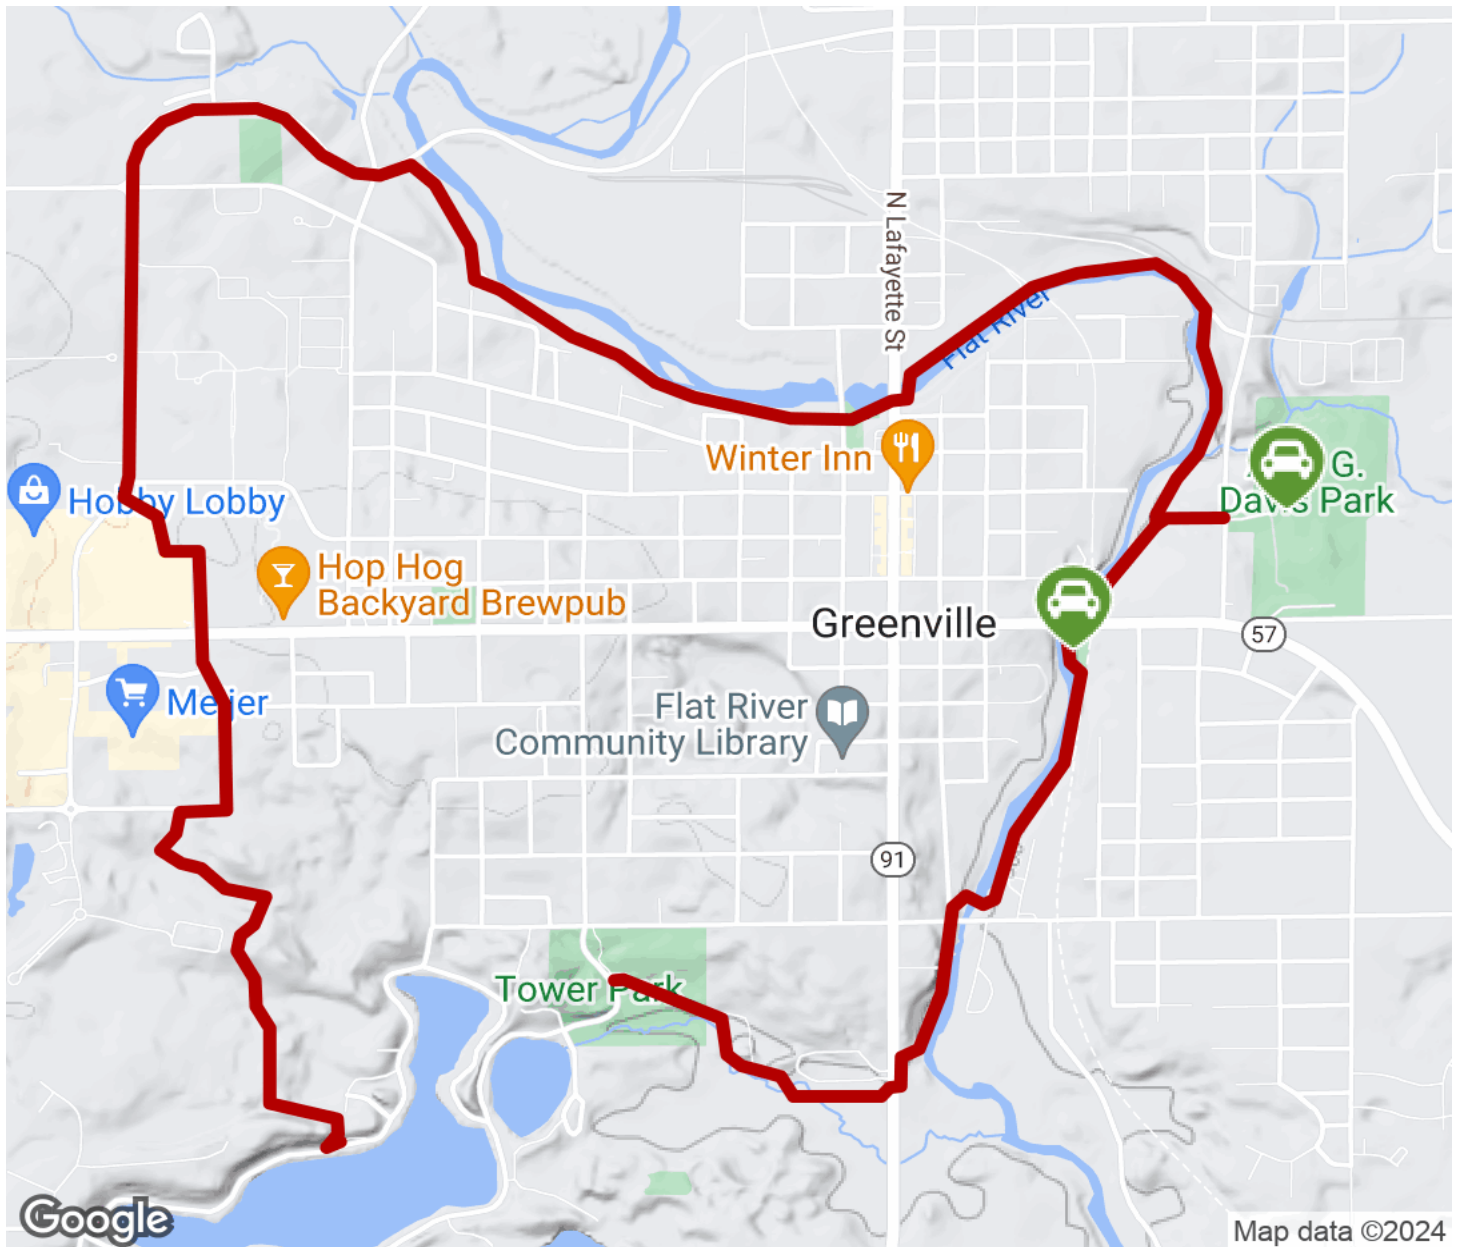 N Lafayette St
Flat River
Winter Inn
G.
Davis Park
Hobby Lobby
Hop Hog
Backyard Brewpub
Greenville
57
Meijer
Flat River
Community Library
91
Tower Park
Google
Map data ©2024